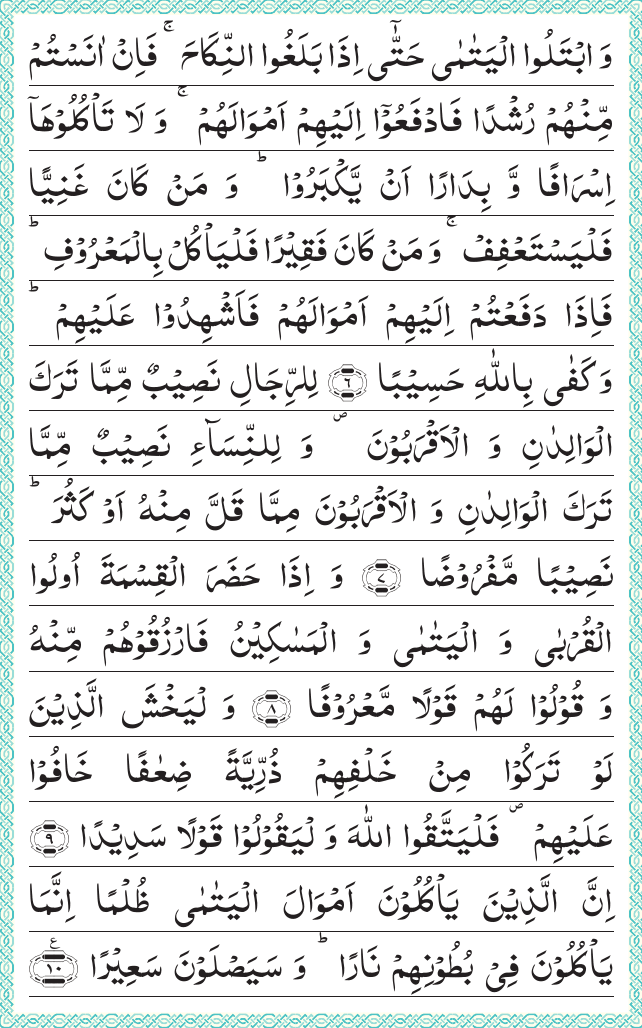 وَ ابْتَلُوا الْيَتٰمٰى حَتّٰٓى اِذَا بَلَغُوا النِّكَاحَ ۚ فَاِنْ اٰنَسْتُمْ
مِّنْهُمْ رُشْدًا فَادْفَعُوْٓا اِلَيْهِمْ اَمْوَالَهُمْ ۚ وَ لَا تَاْكُلُوْهَاۤ
اِسْرَافًا وَّ بِدَارًا اَنْ يَّكْبَرُوْا ؕ وَ مَنْ كَانَ غَنِيًّا
فَلْيَسْتَعْفِفْ ۚ وَ مَنْ كَانَ فَقِيْرًا فَلْيَاْكُلْ بِالْمَعْرُوْفِ ؕ
فَاِذَا دَفَعْتُمْ اِلَيْهِمْ اَمْوَالَهُمْ فَاَشْهِدُوْا عَلَيْهِمْ ؕ
وَ كَفٰى بِاللّٰهِ حَسِيْبًا ٦ لِلرِّجَالِ نَصِيْبٌ مِّمَّا تَرَكَ
الْوَالِدٰنِ وَ الْاَقْرَبُوْنَ ۪ وَ لِلنِّسَآءِ نَصِيْبٌ مِّمَّا
تَرَكَ الْوَالِدٰنِ وَ الْاَقْرَبُوْنَ مِمَّا قَلَّ مِنْهُ اَوْ كَثُرَ ؕ
نَصِيْبًا مَّفْرُوْضًا ٧ وَ اِذَا حَضَرَ الْقِسْمَةَ اُولُوا
الْقُرْبٰى وَ الْيَتٰمٰى وَ الْمَسٰكِيْنُ فَارْزُقُوْهُمْ مِّنْهُ
وَ قُوْلُوْا لَهُمْ قَوْلًا مَّعْرُوْفًا ٨ وَ لْيَخْشَ الَّذِيْنَ
لَوْ تَرَكُوْا مِنْ خَلْفِهِمْ ذُرِّيَّةً ضِعٰفًا خَافُوْا
عَلَيْهِمْ ۪ فَلْيَتَّقُوا اللّٰهَ وَ لْيَقُوْلُوْا قَوْلًا سَدِيْدًا ٩
اِنَّ الَّذِيْنَ يَاْكُلُوْنَ اَمْوَالَ الْيَتٰمٰى ظُلْمًا اِنَّمَا
يَاْكُلُوْنَ فِيْ بُطُوْنِهِمْ نَارًا ؕ وَ سَيَصْلَوْنَ سَعِيْرًا ١٠ ع